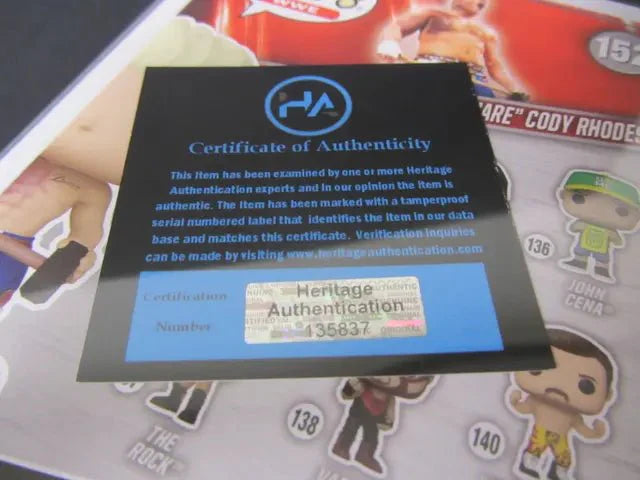 WWE
152
MARE" CODY RHODES
HA
Certificate of Authenticity
This Item has been examined by one or more Heritage
Authentication experts and in our opinion the Item is
authentic. The Item has been marked with a tamperproof
serial numbered label that identifies the item in our data
base and matches this certificate. Verification inquiries
can be made by visiting www.heritageauthentication.com
Certification
Number
Heritage
Authentication
135837
136
JOHN
CENA
THE
ROCK
138
140